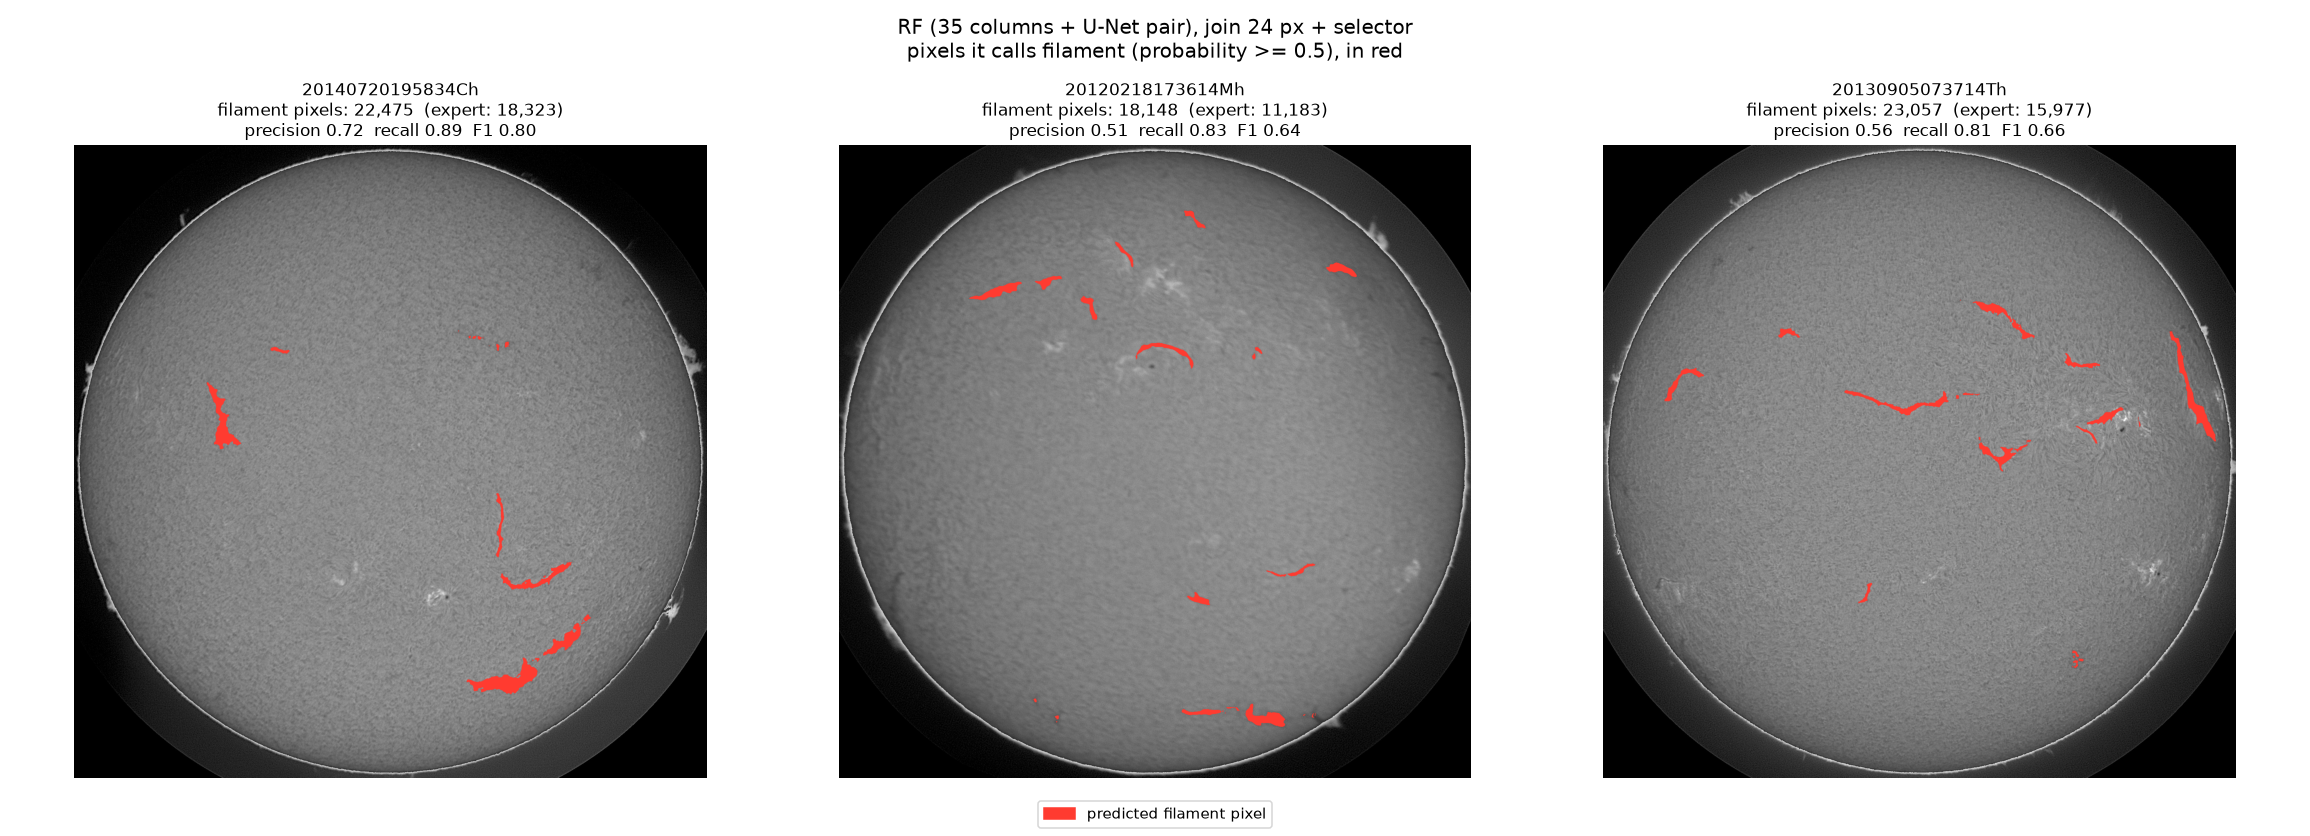 RF (35 columns + U-Net pair), join 24 px + selector
pixels it calls filament (probability >= 0.5), in red
20140720195834Ch
filament pixels: 22,475  (expert: 18,323)
precision 0.72  recall 0.89  F1 0.80
20120218173614Mh
filament pixels: 18,148  (expert: 11,183)
precision 0.51  recall 0.83  F1 0.64
20130905073714Th
filament pixels: 23,057  (expert: 15,977)
precision 0.56  recall 0.81  F1 0.66
predicted filament pixel